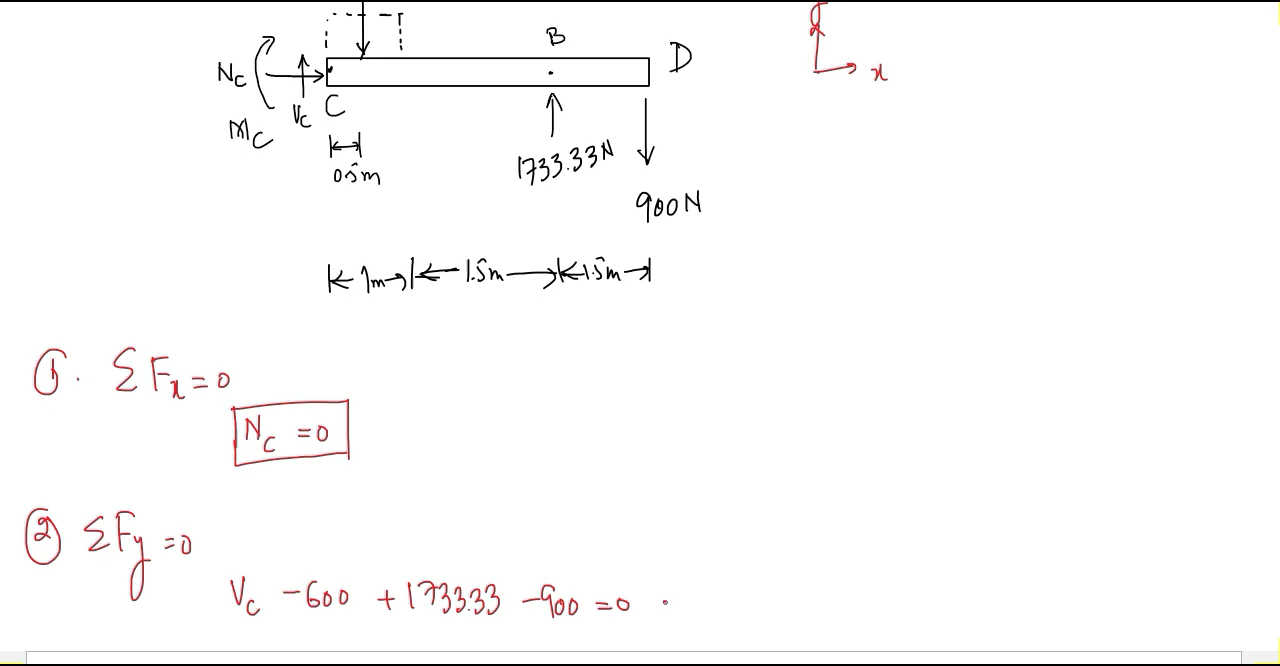 B
D
N_C
V_C
C
M_C
x
0.5m
1733.33N
900N
1m
1.5m
1.5m
①. ΣF_x=0
N_C=0
② ΣF_y=0
V_C -600 +1733.33 -900=0